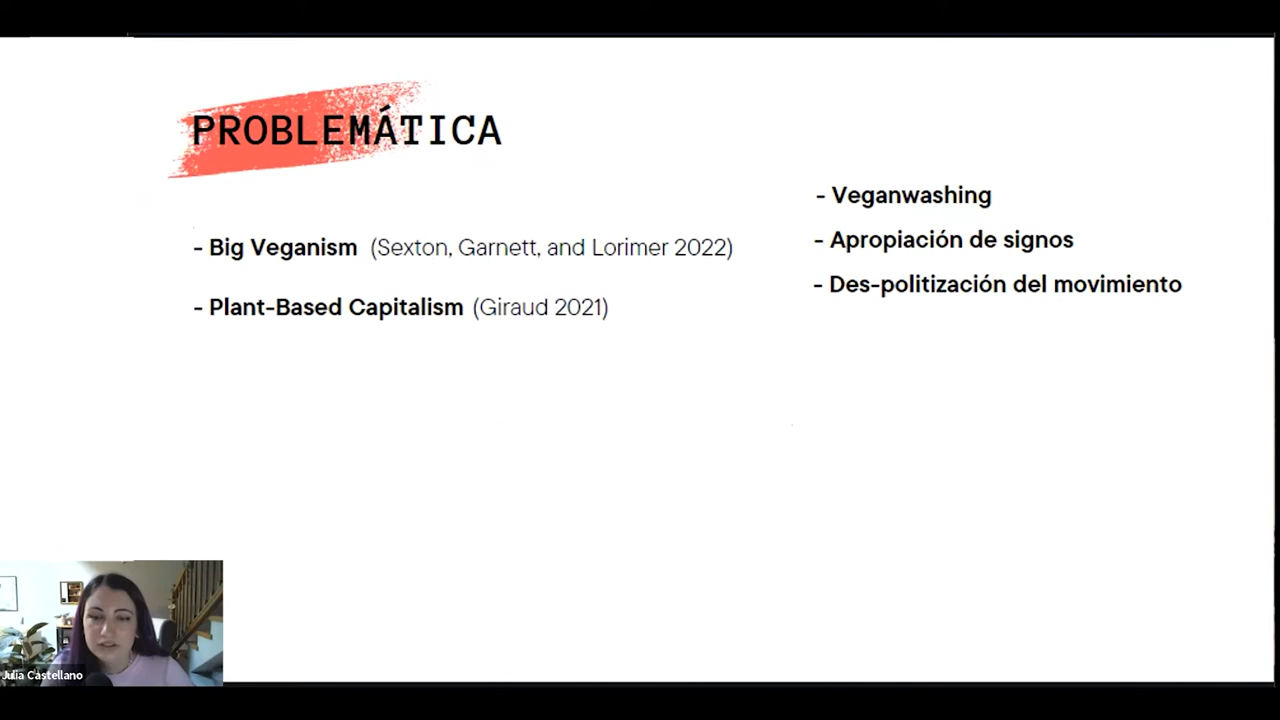 PROBLEMÁTICA
- Big Veganism (Sexton, Garnett, and Lorimer 2022)
- Plant-Based Capitalism (Giraud 2021)
- Veganwashing
- Apropiación de signos
- Des-politización del movimiento
Julia Castellano